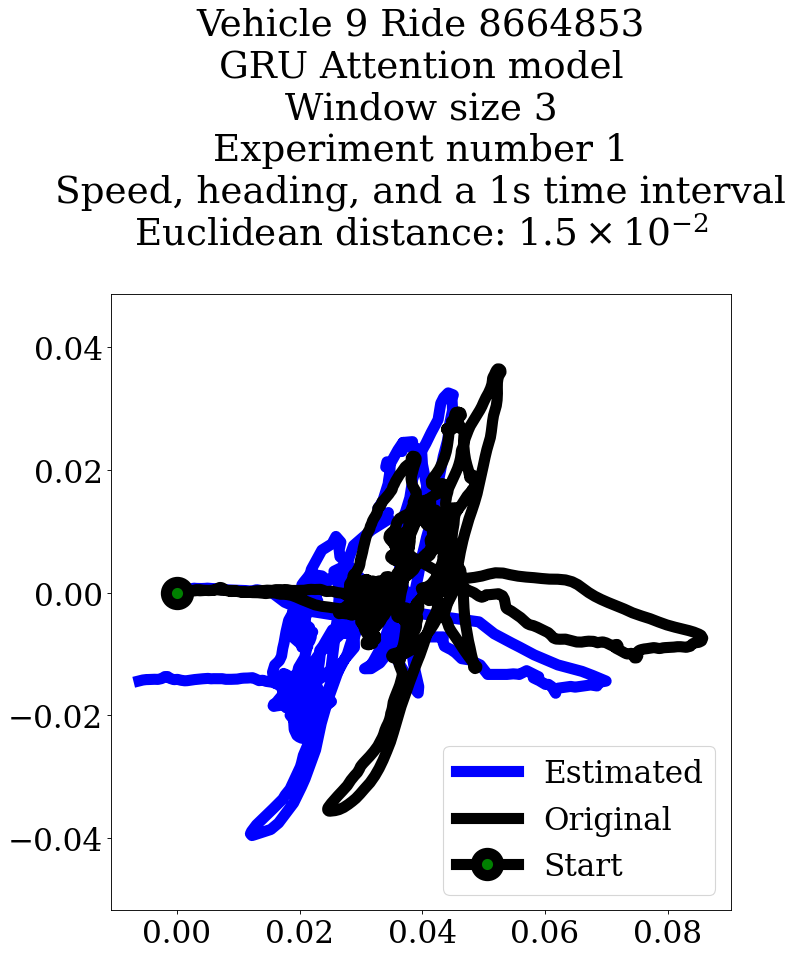 Vehicle 9 Ride 8664853
GRU Attention model
Window size 3
Experiment number 1
Speed, heading, and a 1s time interval
Euclidean distance: 1.5 × 10⁻²
0.04
0.02
0.00
−0.02
−0.04
Estimated
Original
Start
0.00 0.02 0.04 0.06 0.08